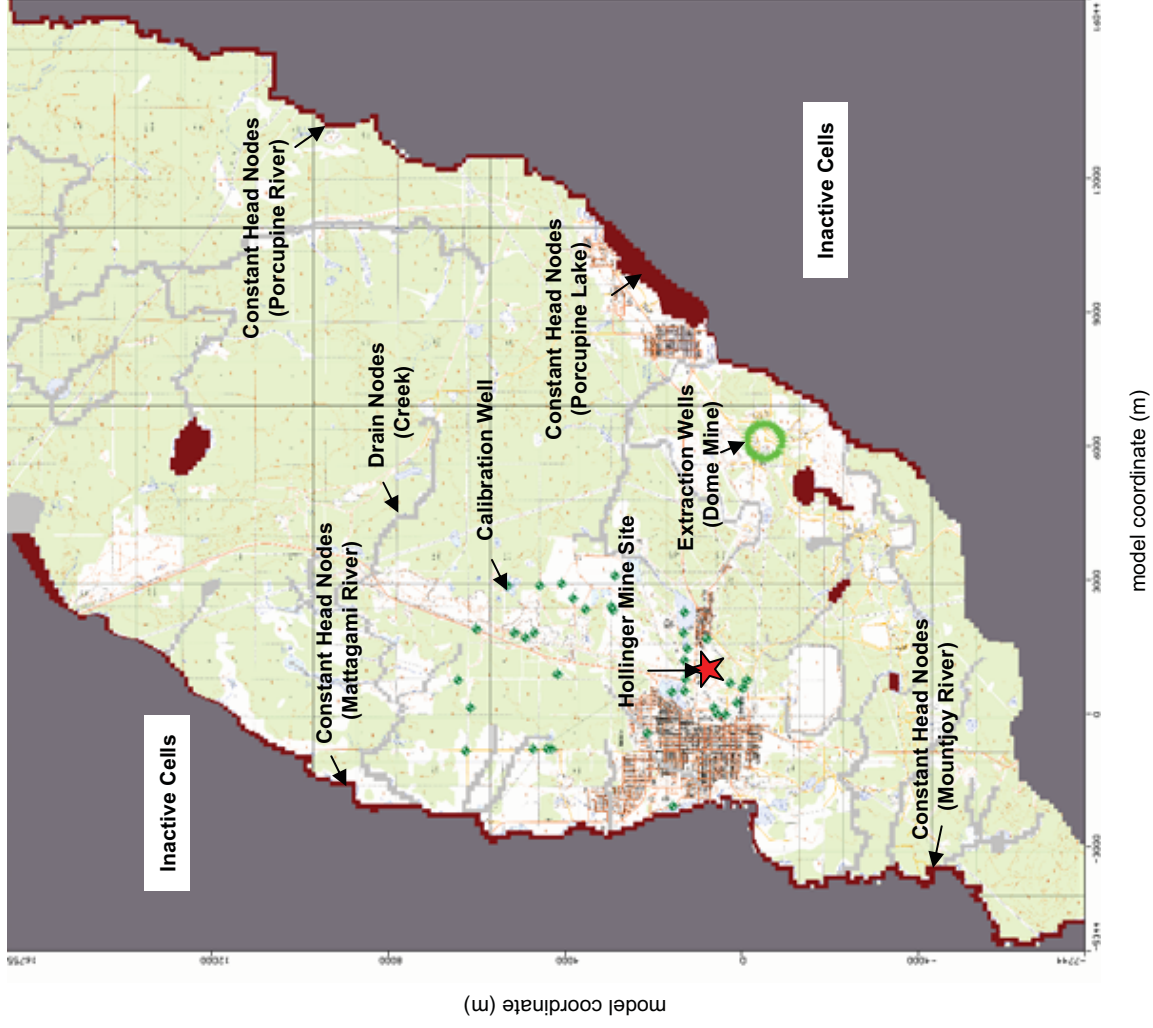 Constant Head Nodes
(Porcupine River)
Inactive Cells
Constant Head Nodes
(Porcupine Lake)
Drain Nodes
(Creek)
Calibration Well
Extraction Wells
(Dome Mine)
Constant Head Nodes
(Mattagami River)
Hollinger Mine Site
Inactive Cells
Constant Head Nodes
(Mountjoy River)
12000
8000
4000
0
-4000
model coordinate (m)
-3000
0
3000
6000
9000
12000
model coordinate (m)